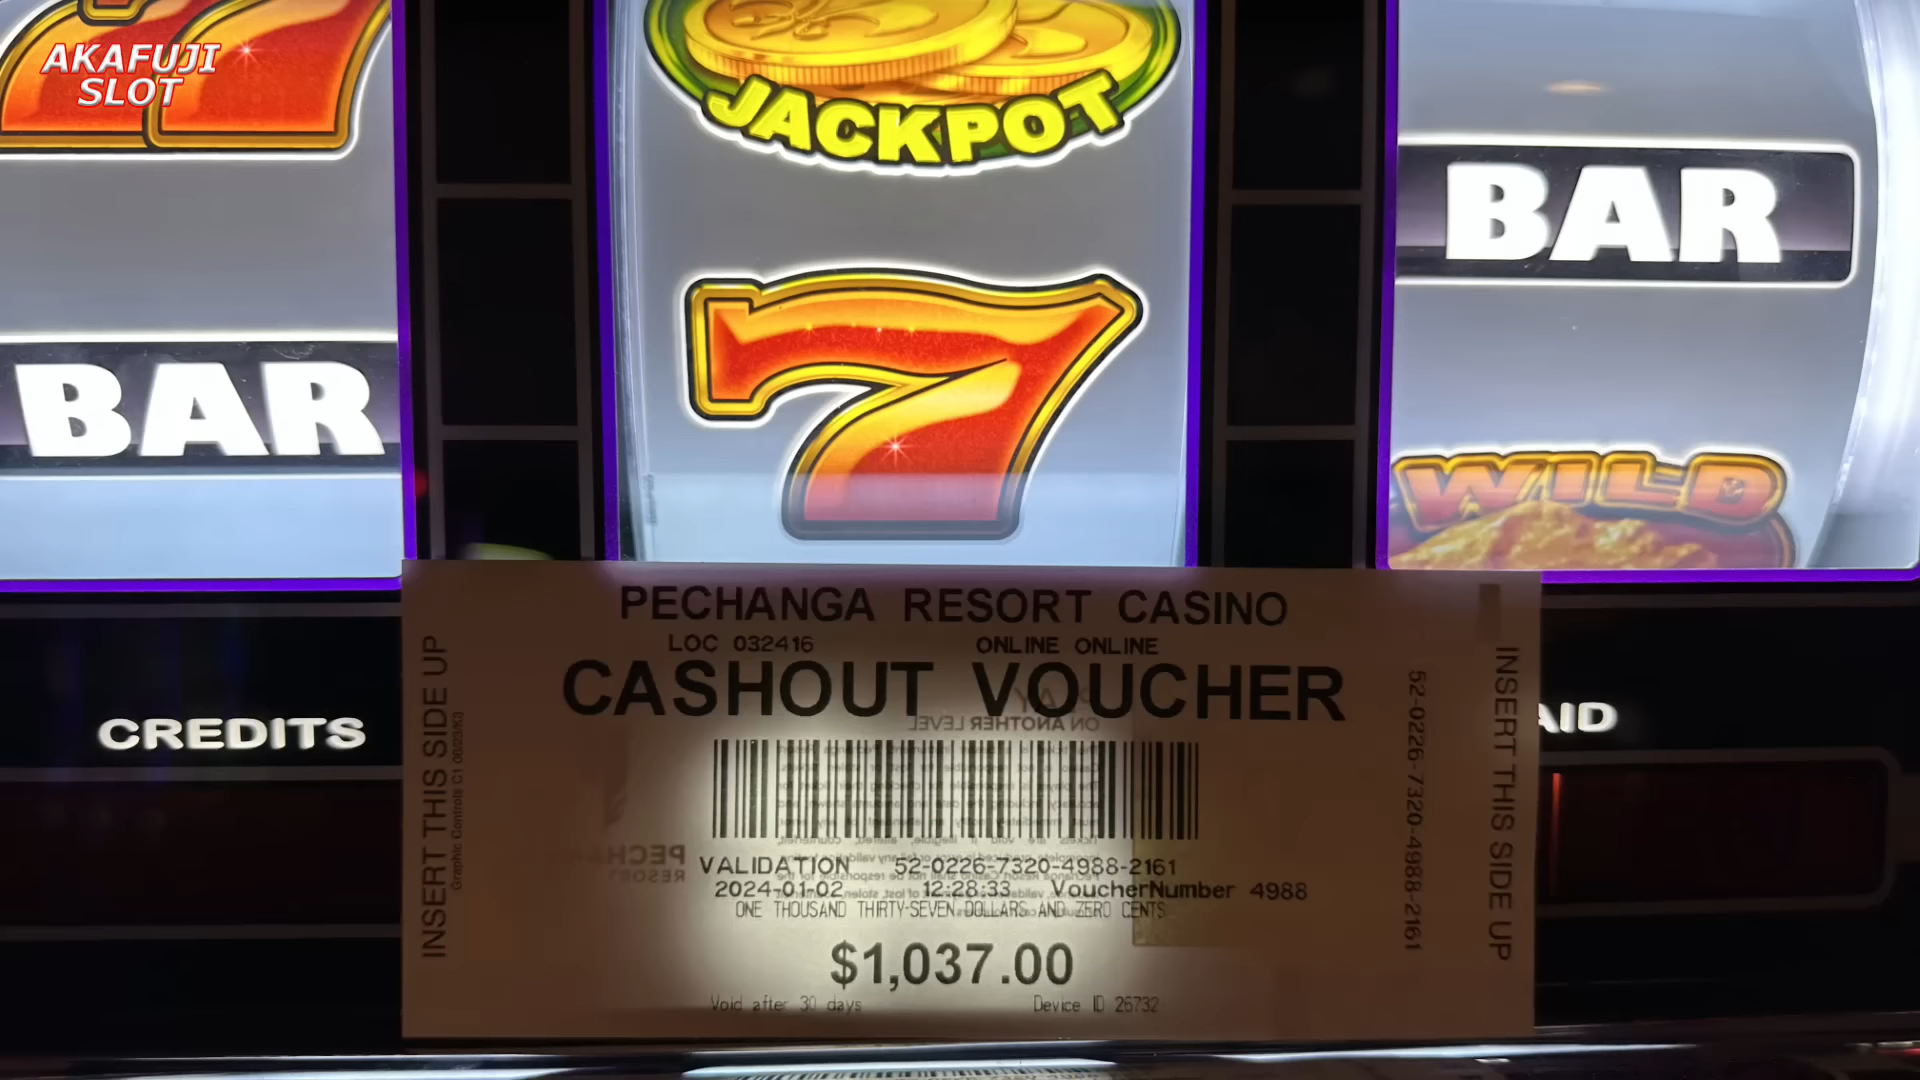 AKAFUJI
SLOT
JACKPOT
BAR
BAR
WILD
PECHANGA RESORT CASINO
LOC 032416 ONLINE ONLINE
CASHOUT VOUCHER
INSERT THIS SIDE UP
CREDITS
AID
52-0226-7320-4988-2161
INSERT THIS SIDE UP
VALIDATION 52-0226-7320-4988-2161
2024-01-02 12:28:33 VoucherNumber 4988
ONE THOUSAND THIRTY-SEVEN DOLLARS AND ZERO CENTS
$1,037.00
Void after 30 days Device ID 26732